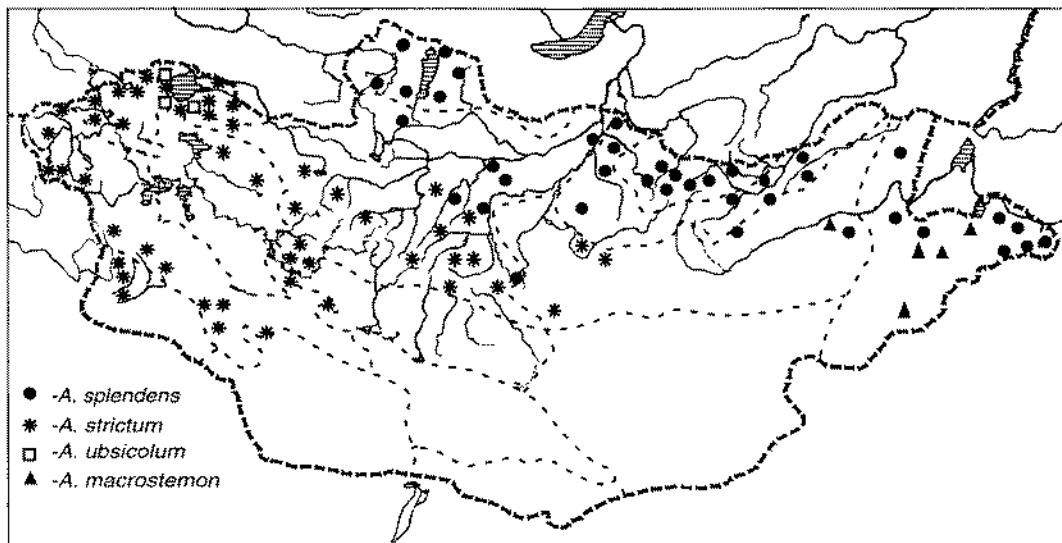 -A. splendens
-A. strictum
-A. ubsicolum
-A. macrostemon